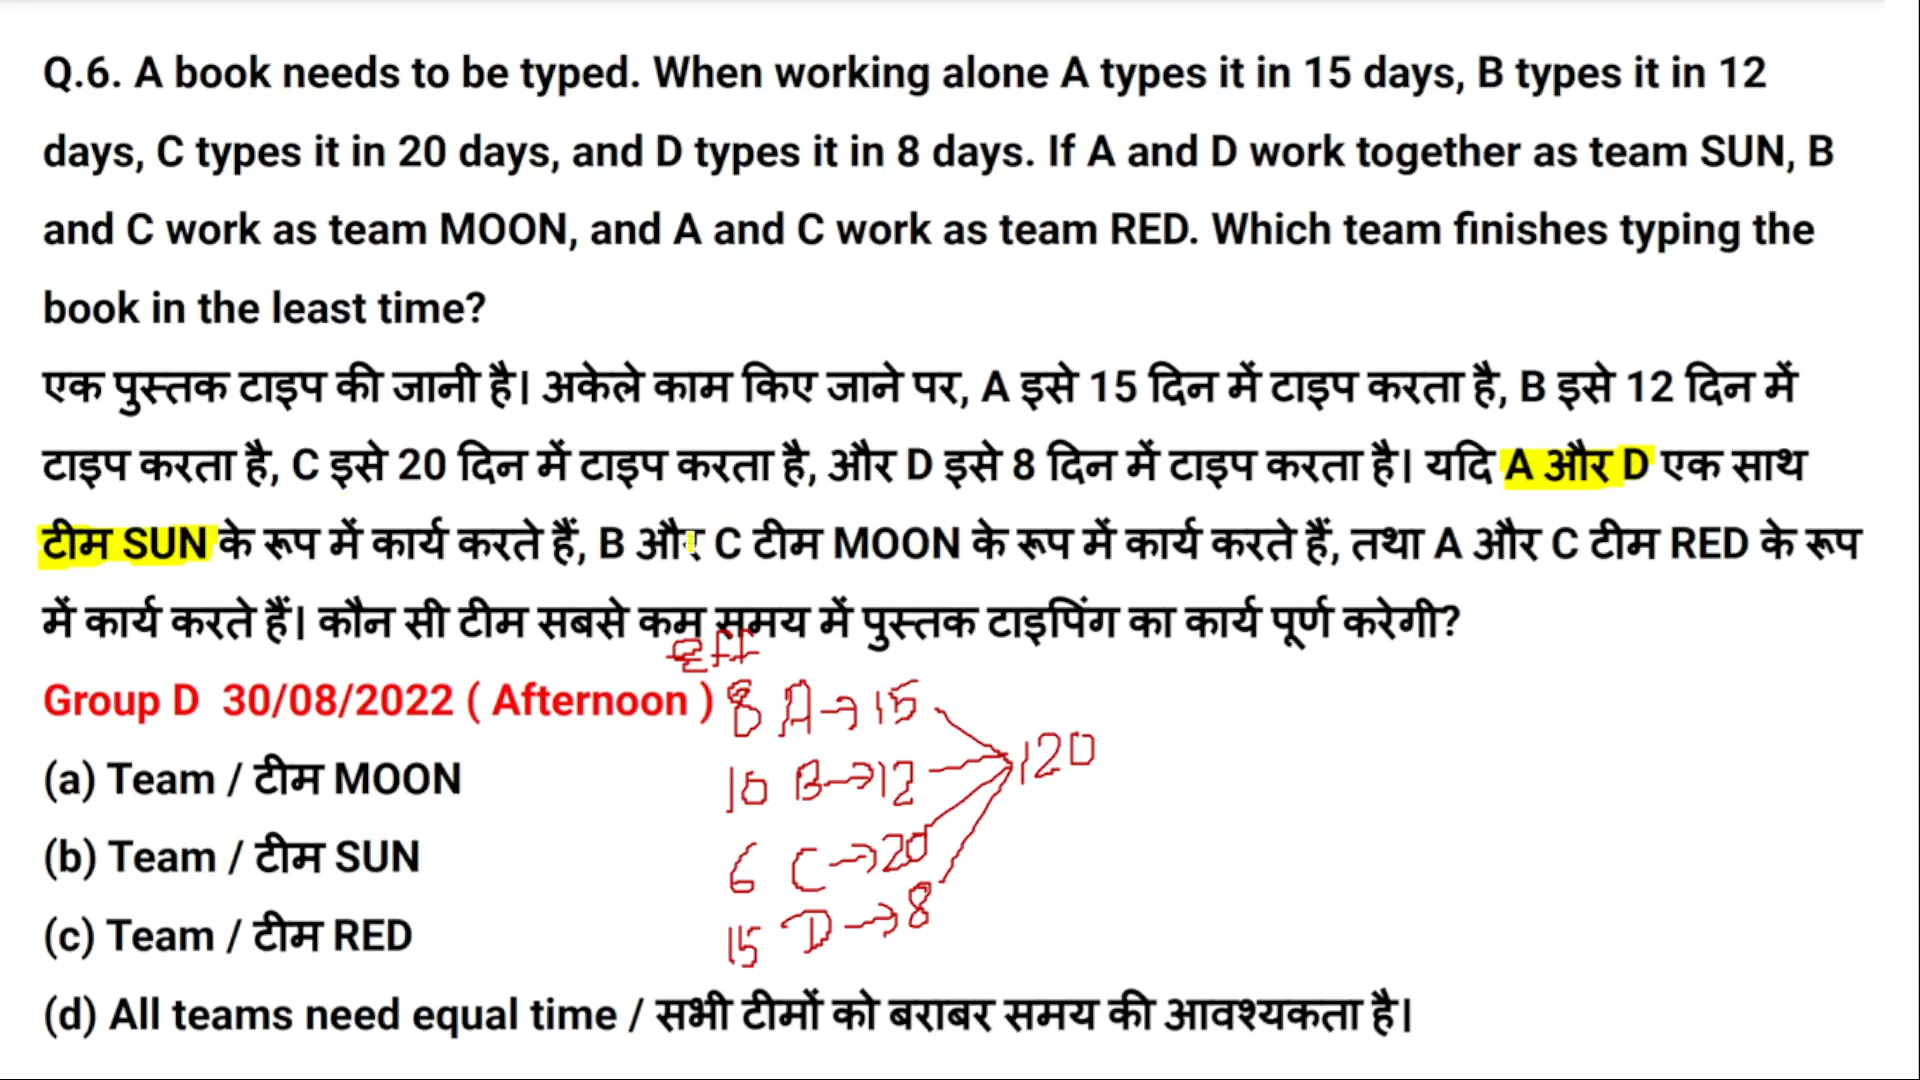 Q.6. A book needs to be typed. When working alone A types it in 15 days, B types it in 12
days, C types it in 20 days, and D types it in 8 days. If A and D work together as team SUN, B
and C work as team MOON, and A and C work as team RED. Which team finishes typing the
book in the least time?
एक पुस्तक टाइप की जानी है। अकेले काम किए जाने पर, A इसे 15 दिन में टाइप करता है, B इसे 12 दिन में
टाइप करता है, C इसे 20 दिन में टाइप करता है, और D इसे 8 दिन में टाइप करता है। यदि A और D एक साथ
टीम SUN के रूप में कार्य करते हैं, B और C टीम MOON के रूप में कार्य करते हैं, तथा A और C टीम RED के रूप
में कार्य करते हैं। कौन सी टीम सबसे कम समय में पुस्तक टाइपिंग का कार्य पूर्ण करेगी?
eff
Group D 30/08/2022 ( Afternoon ) 8 A→15
120
(a) Team / टीम MOON 10 B→12
(b) Team / टीम SUN 6 C→20
(c) Team / टीम RED 15 D→8
(d) All teams need equal time / सभी टीमों को बराबर समय की आवश्यकता है।